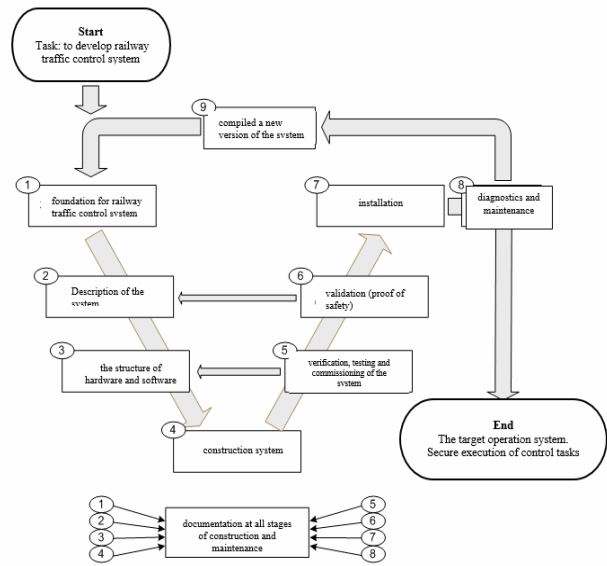 Start
Task: to develop railway
traffic control system
9
compiled a new
version of the system
1
foundation for railway
traffic control system
7
installation
8
diagnostics and
maintenance
2
Description of the
system
6
validation (proof of
safety)
3
the structure of
hardware and software
5
verification, testing and
commissioning of the
system
4
construction system
End
The target operation system.
Secure execution of control tasks
1
2
3
4
documentation at all stages
of construction and
maintenance
5
6
7
8